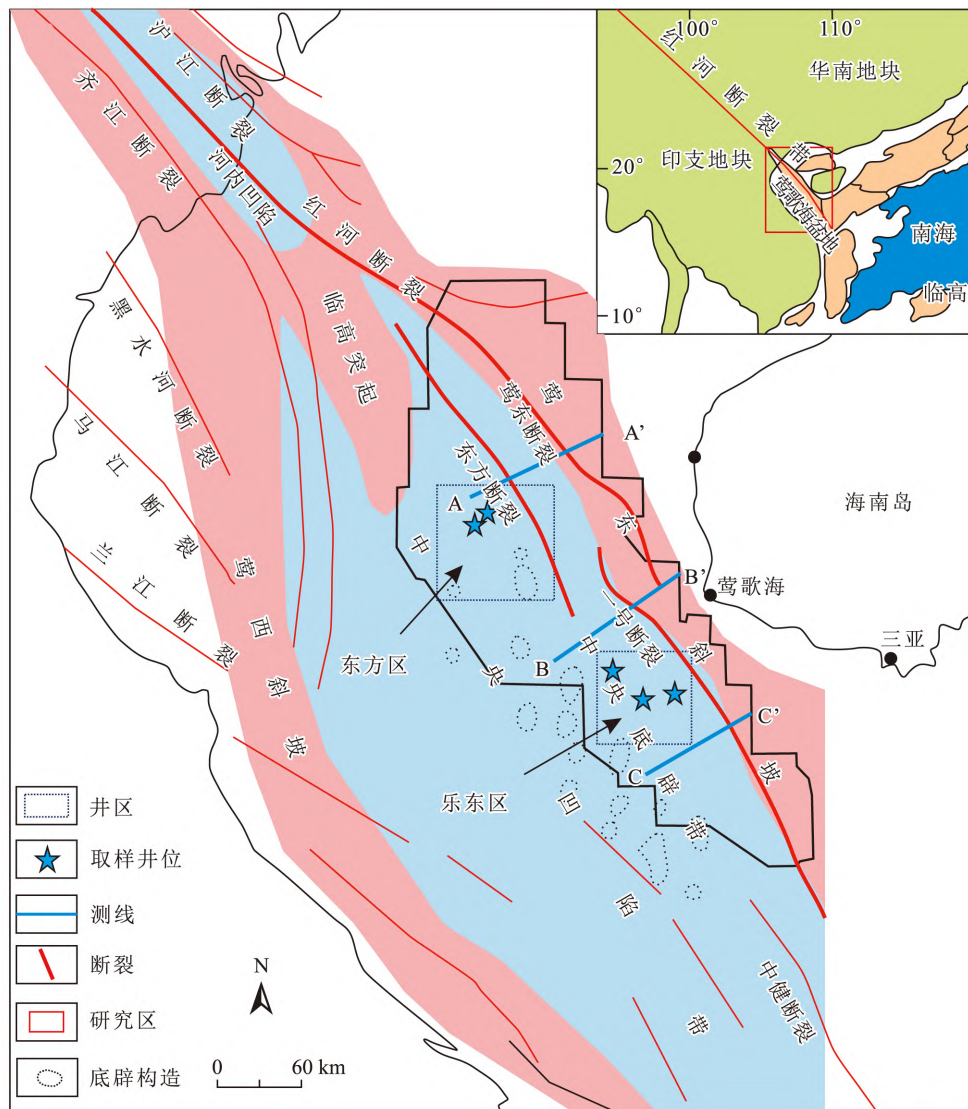 100°
110°
红河断裂带
华南地块
印支地块
20°
莺歌海盆地
南海
临高
10°
沪江断裂
齐江断裂
河内凹陷
红河断裂
临高突起
黑水河断裂
马江断裂
兰江断裂
莺西斜坡
莺东斜坡
莺东断裂
东方断裂
A
A'
海南岛
莺歌海
三亚
B
B'
二号断裂
中央凹陷带
中央底辟带
东方区
乐东区
C
C'
中健断裂
井区
取样井位
测线
断裂
研究区
底辟构造
N
0
60 km